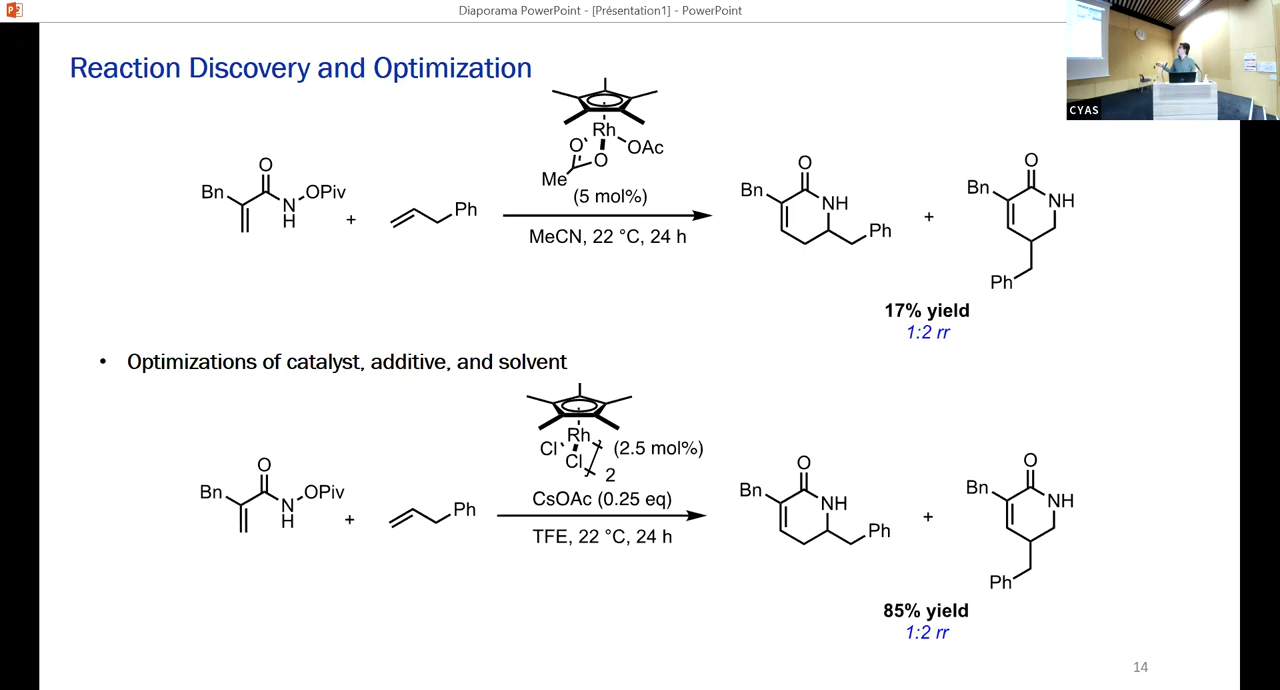 Diaporama PowerPoint - [Présentation1] - PowerPoint
CYAS
Reaction Discovery and Optimization
Bn
O
N
H
OPiv
+
Ph
Rh
O
O
OAc
Me
(5 mol%)
MeCN, 22 °C, 24 h
Bn
O
NH
Ph
+
Bn
O
NH
Ph
17% yield
1:2 rr
• Optimizations of catalyst, additive, and solvent
Bn
O
N
H
OPiv
+
Ph
Rh
Cl
Cl
2
(2.5 mol%)
CsOAc (0.25 eq)
TFE, 22 °C, 24 h
Bn
O
NH
Ph
+
Bn
O
NH
Ph
85% yield
1:2 rr
14